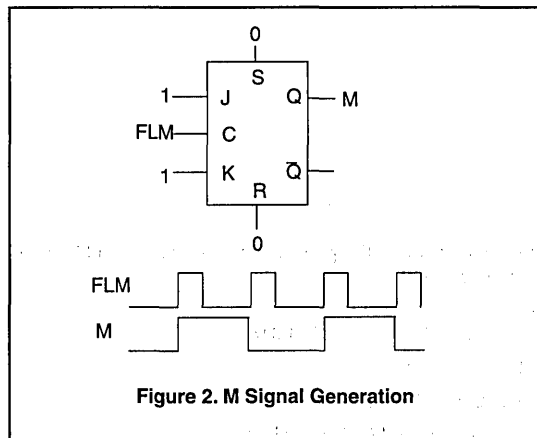 0
S
1 J Q M
FLM C
1 K Q̅
R
0
FLM
M
Figure 2. M Signal Generation